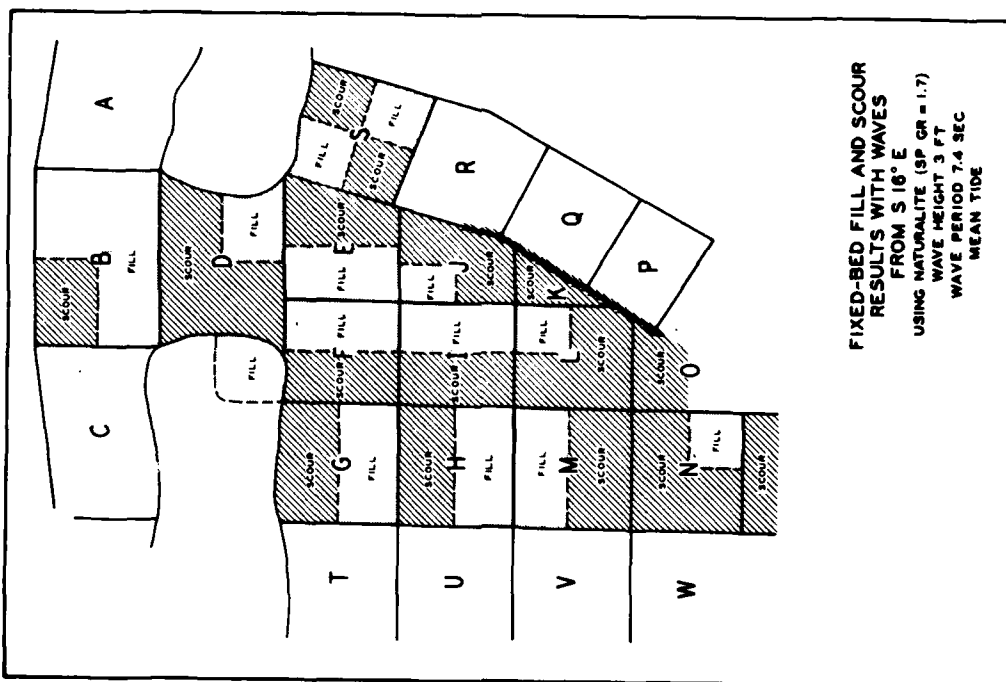 SCOUR
C
B
A
FILL
SCOUR
D
FILL
FILL
SCOUR
FILL
T
G
SCOUR
F
FILL
FILL
E
SCOUR
SCOUR
S
FILL
SCOUR
FILL
SCOUR
FILL
U
H
SCOUR
I
FILL
J
R
FILL
SCOUR
FILL
FILL
SCOUR
K
V
M
L
Q
SCOUR
SCOUR
P
SCOUR
SCOUR
W
N
O
FILL
SCOUR
FIXED-BED FILL AND SCOUR
RESULTS WITH WAVES
FROM S 16° E
USING NATURALITE (SP GR = 1.7)
WAVE HEIGHT 3 FT
WAVE PERIOD 7.4 SEC
MEAN TIDE